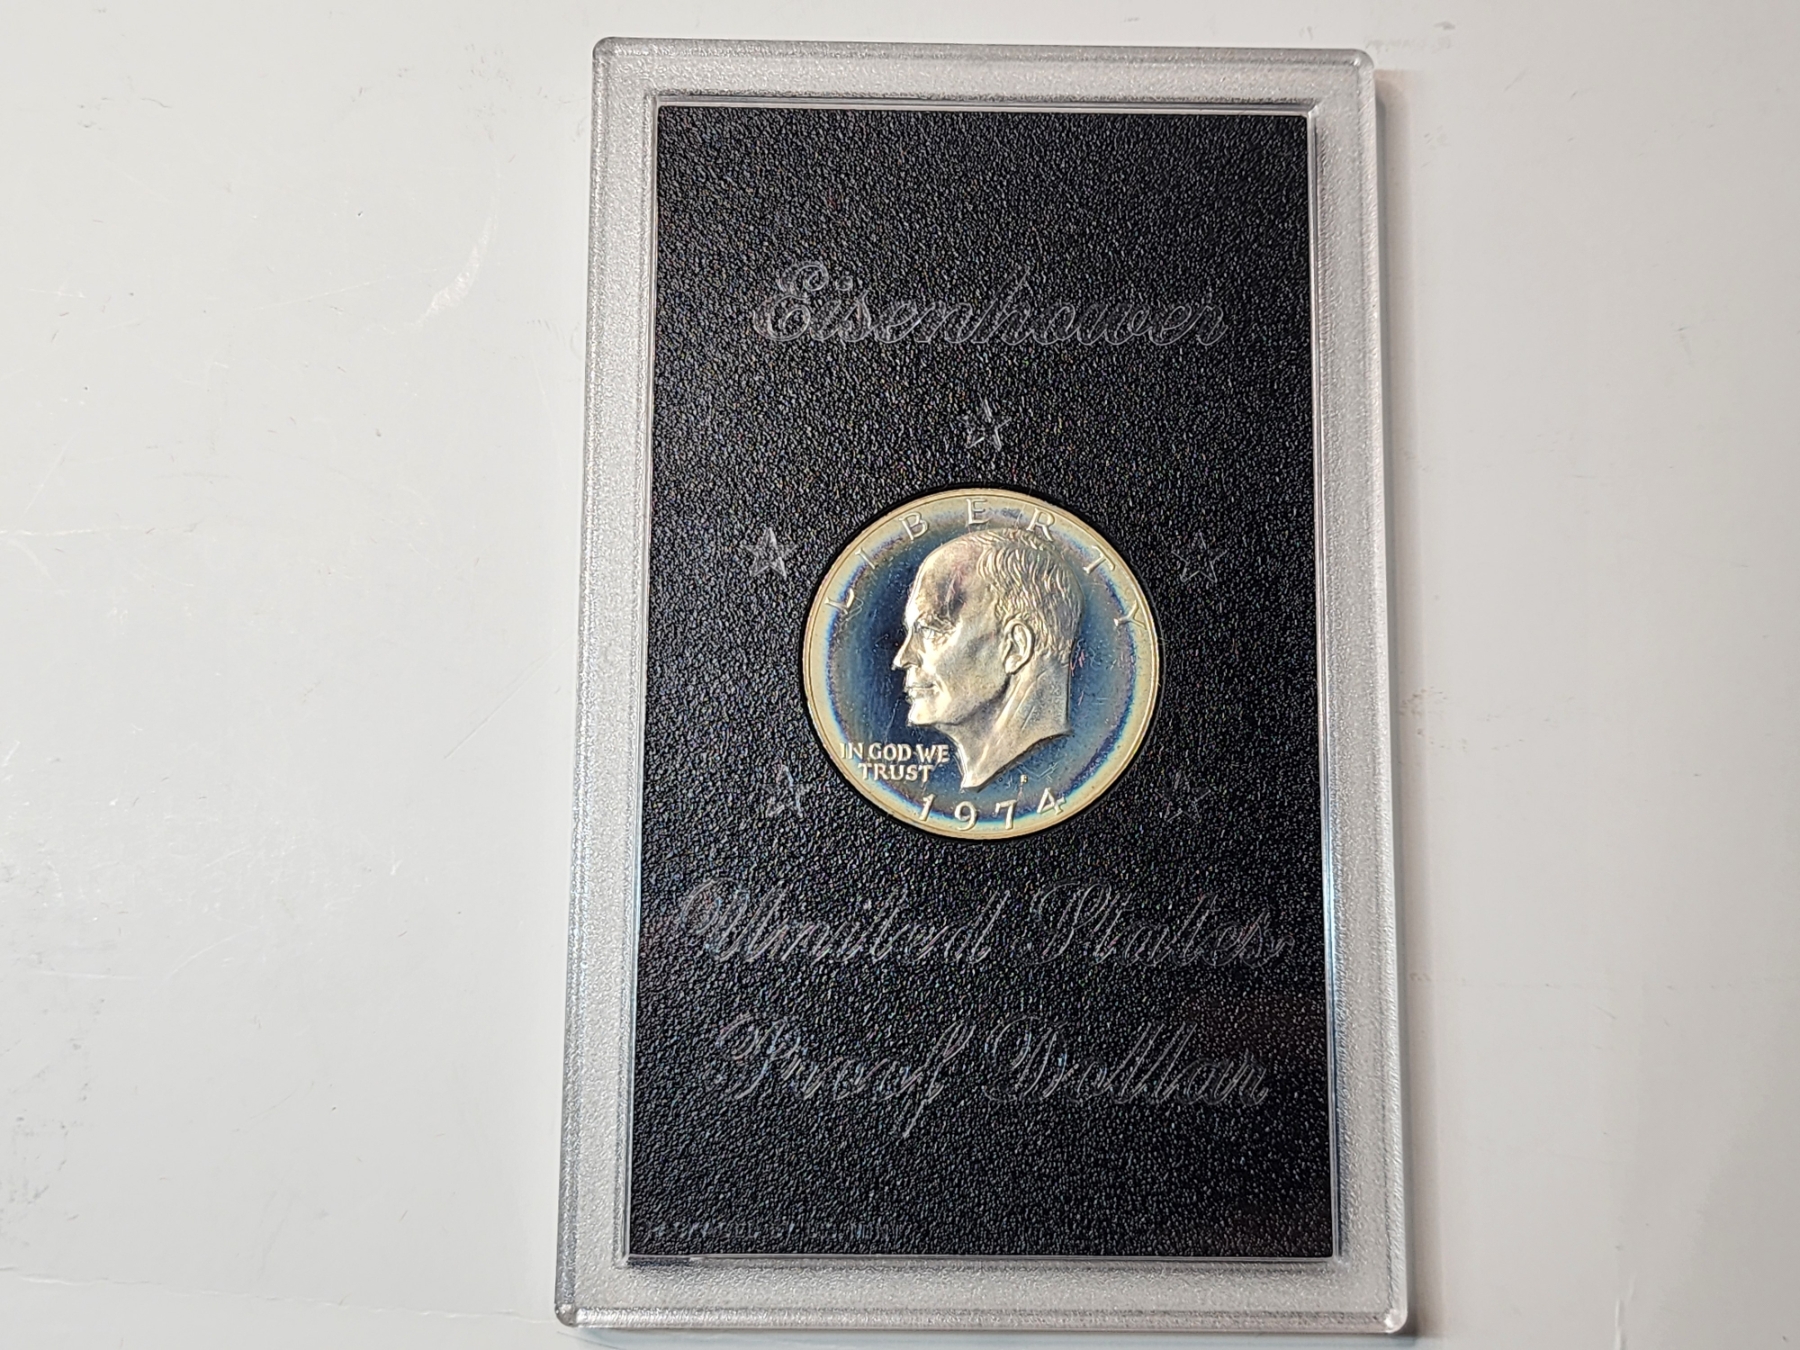 Eisenhower
LIBERTY
IN GOD WE
TRUST
S
1974
United States
Proof Dollar